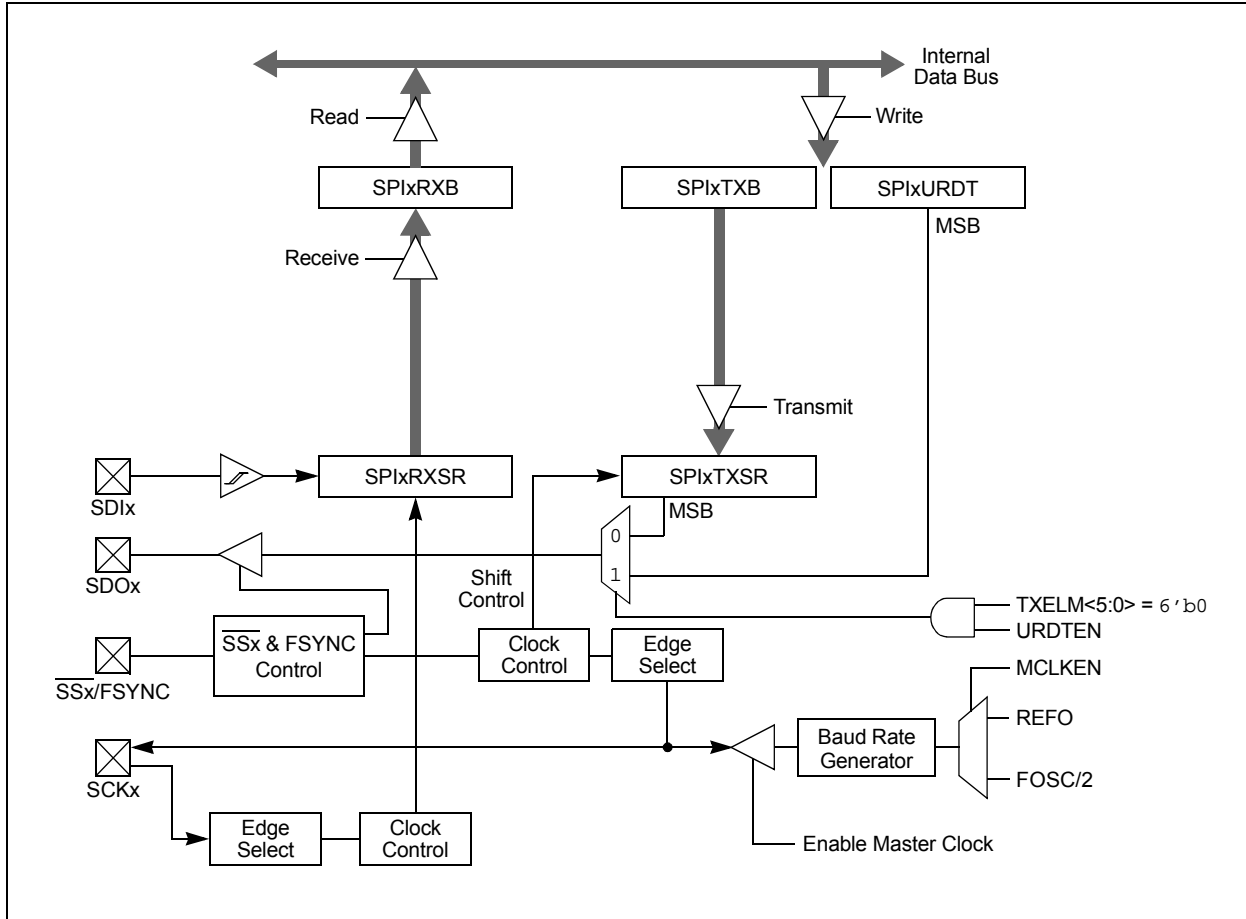 Internal
Data Bus
Read
Write
SPIxRXB
SPIxTXB
SPIxURDT
MSB
Receive
Transmit
SPIxRXSR
SPIxTXSR
SDIx
MSB
0
SDOx
1
Shift
Control
TXELM<5:0> = 6'b0
URDTEN
SSx & FSYNC
Control
Clock
Control
Edge
Select
SSx/FSYNC
MCLKEN
REFO
Baud Rate
Generator
FOSC/2
SCKx
Edge
Select
Clock
Control
Enable Master Clock